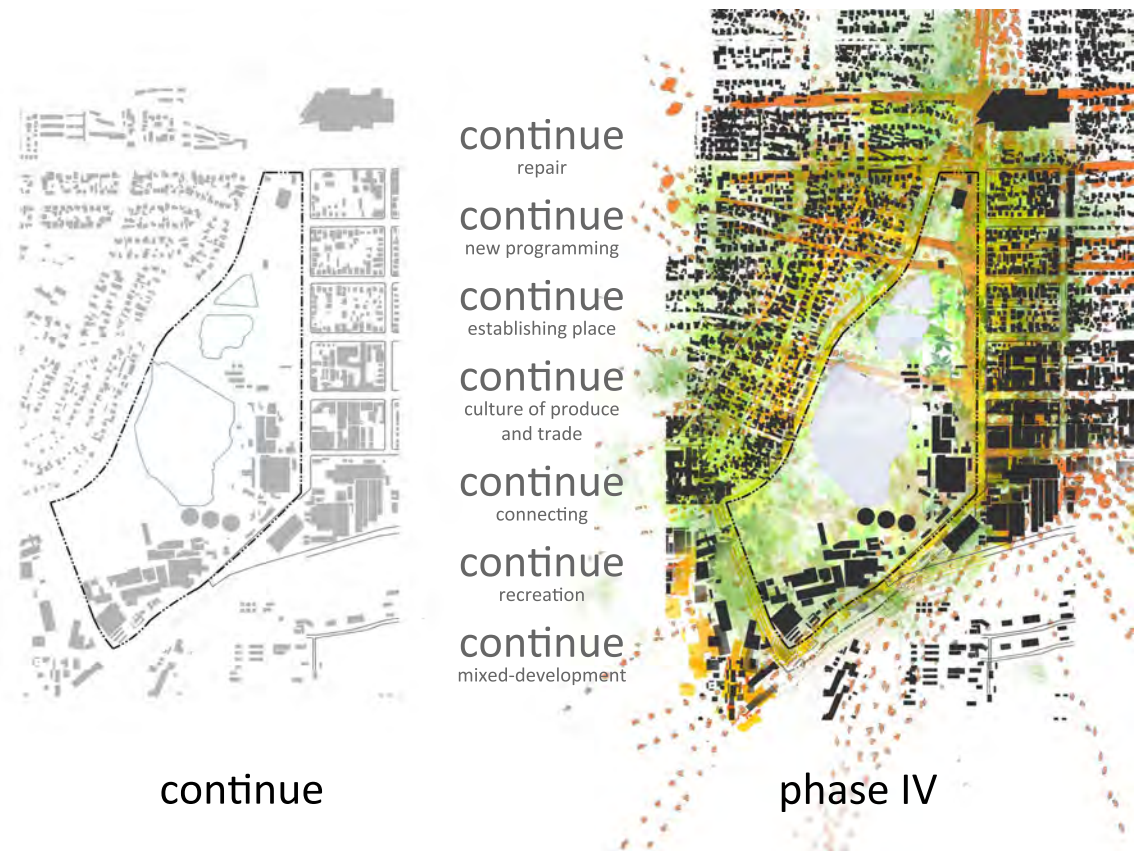 continue
repair
continue
new programming
continue
establishing place
continue
culture of produce
and trade
continue
connecting
continue
recreation
continue
mixed-development
continue
phase IV